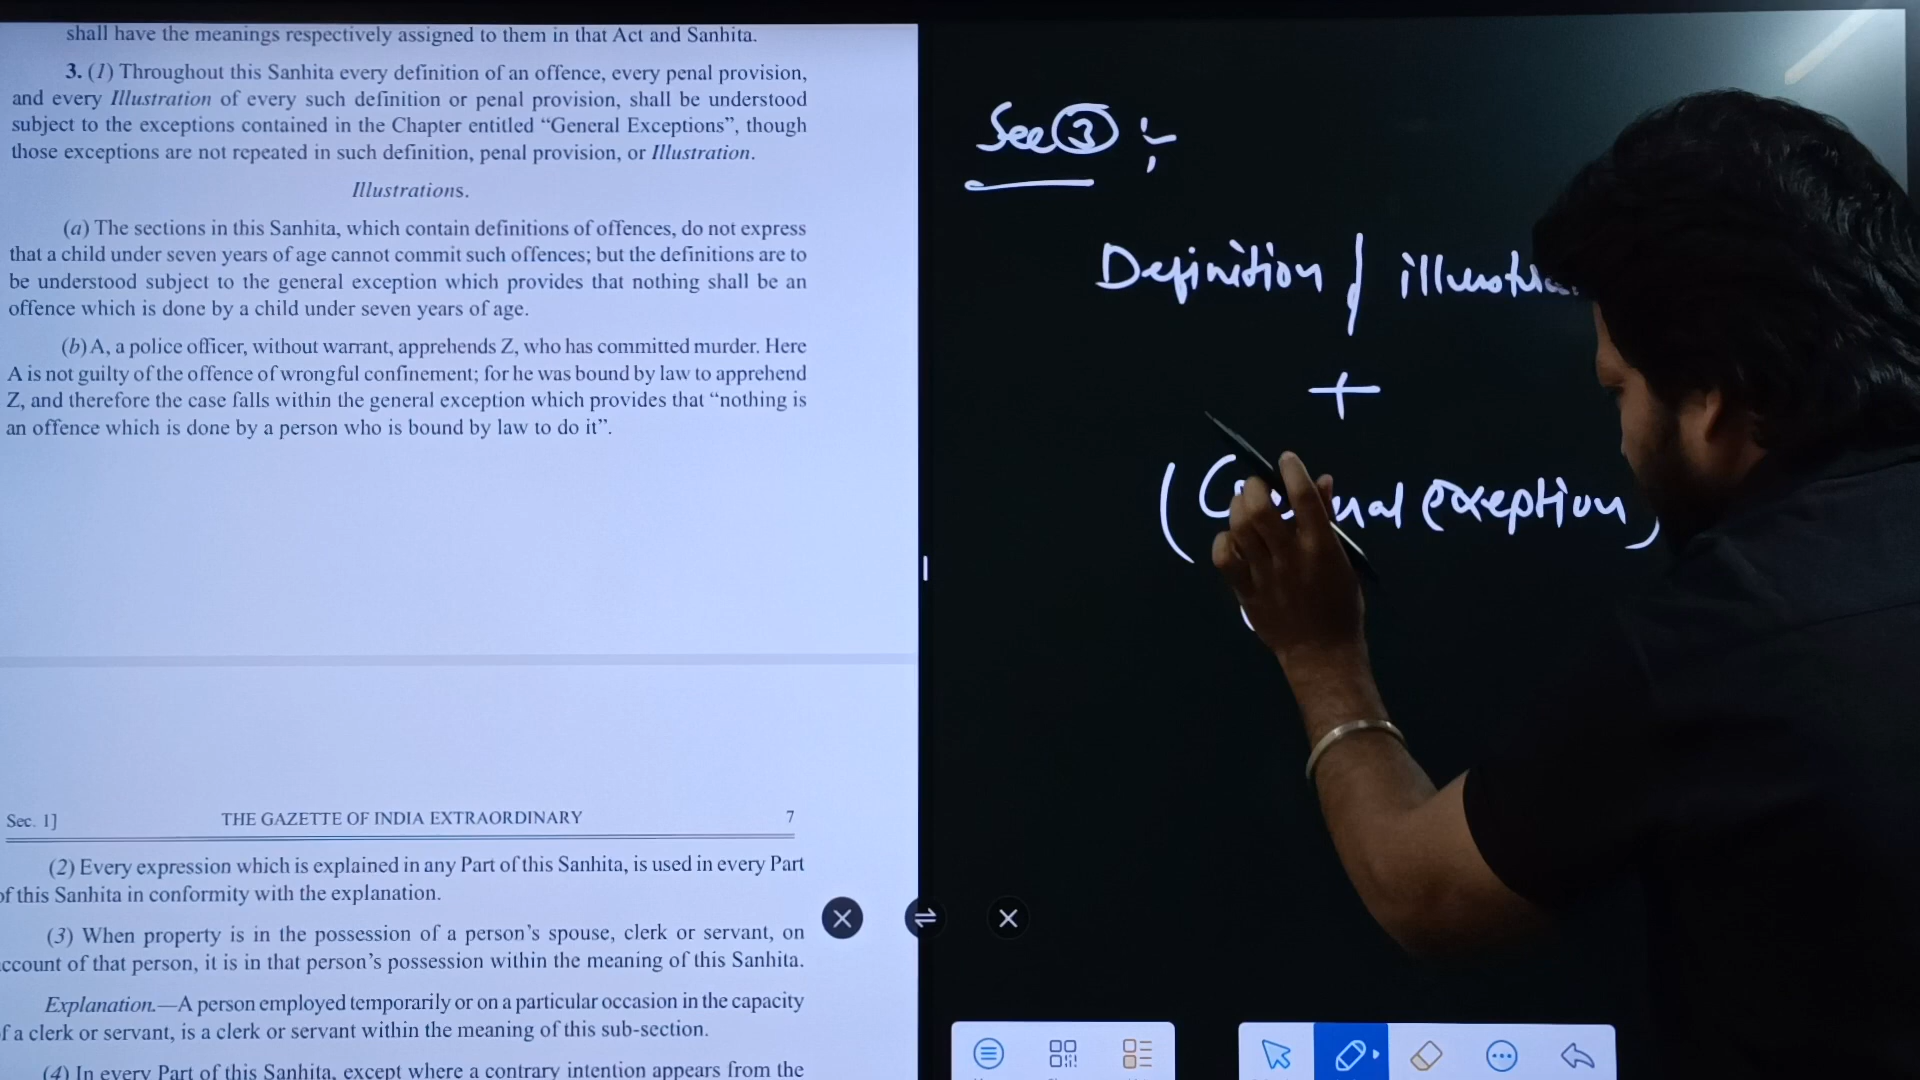 shall have the meanings respectively assigned to them in that Act and Sanhita.
3. (1) Throughout this Sanhita every definition of an offence, every penal provision,
and every Illustration of every such definition or penal provision, shall be understood
subject to the exceptions contained in the Chapter entitled “General Exceptions”, though
those exceptions are not repeated in such definition, penal provision, or Illustration.
Illustrations.
(a) The sections in this Sanhita, which contain definitions of offences, do not express
that a child under seven years of age cannot commit such offences; but the definitions are to
be understood subject to the general exception which provides that nothing shall be an
offence which is done by a child under seven years of age.
(b) A, a police officer, without warrant, apprehends Z, who has committed murder. Here
A is not guilty of the offence of wrongful confinement; for he was bound by law to apprehend
Z, and therefore the case falls within the general exception which provides that “nothing is
an offence which is done by a person who is bound by law to do it”.
Sec. 1] THE GAZETTE OF INDIA EXTRAORDINARY 7
(2) Every expression which is explained in any Part of this Sanhita, is used in every Part
of this Sanhita in conformity with the explanation.
(3) When property is in the possession of a person’s spouse, clerk or servant, on
ccount of that person, it is in that person’s possession within the meaning of this Sanhita.
Explanation.—A person employed temporarily or on a particular occasion in the capacity
f a clerk or servant, is a clerk or servant within the meaning of this sub-section.
(4) In every Part of this Sanhita, except where a contrary intention appears from the
See 3 :-
Definition /
+
exception)